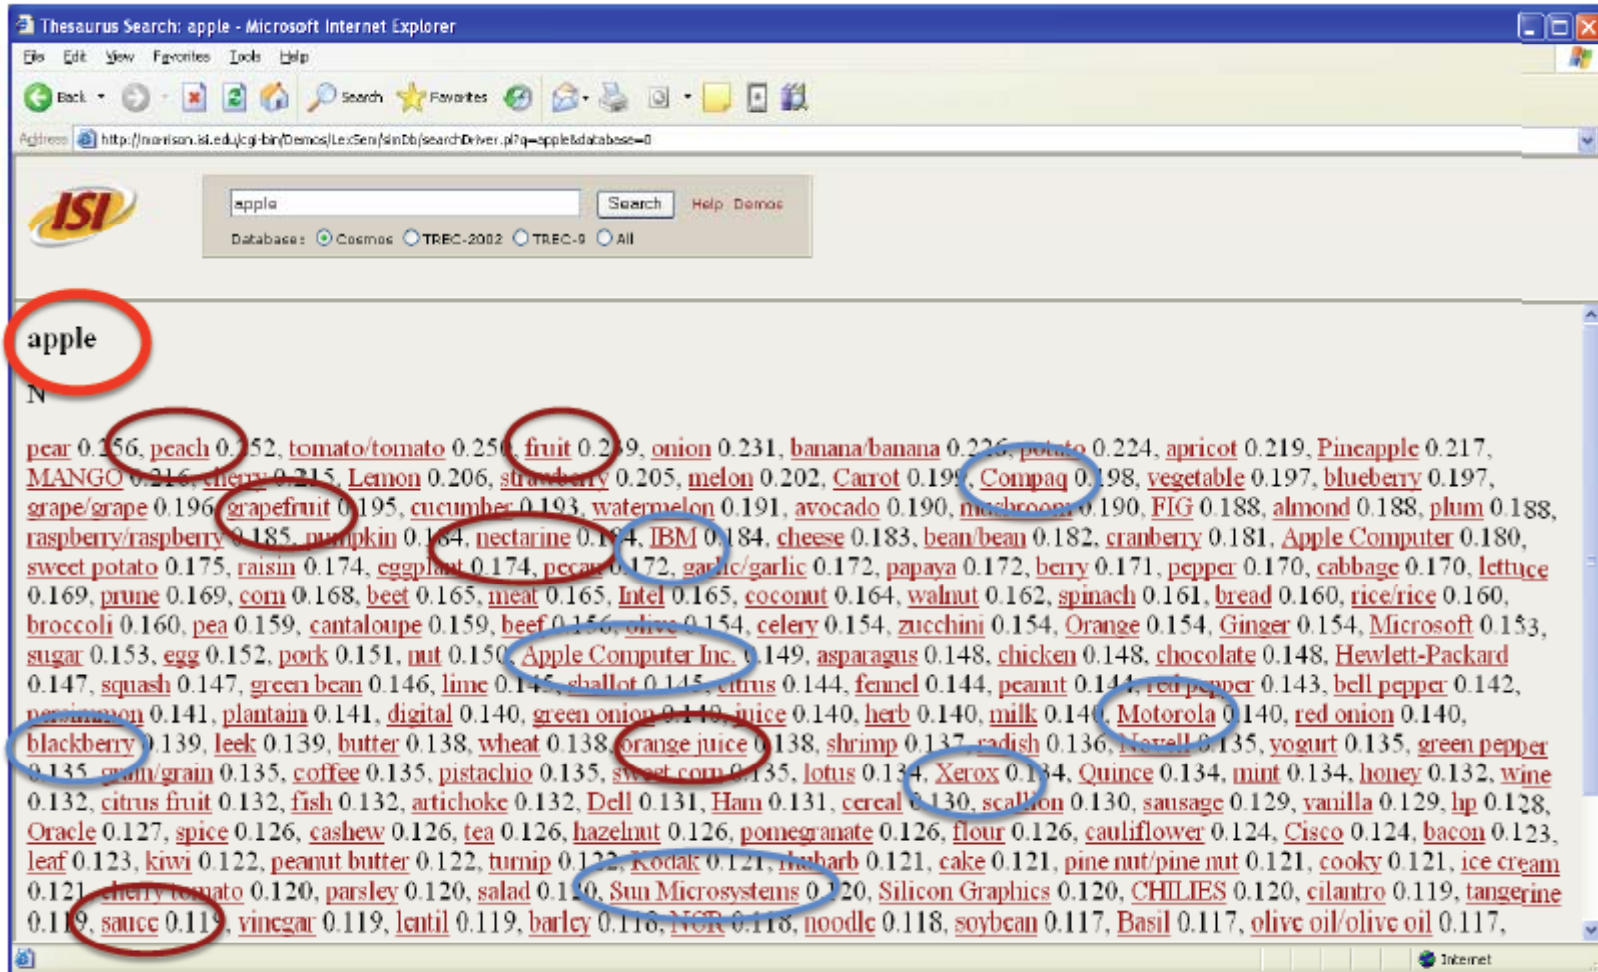 Thesaurus Search: apple - Microsoft Internet Explorer
File Edit View Favorites Tools Help
Back Search Favorites
Address http://morrison.isi.edu/cgi-bin/Demos/LexSem/simDb/searchDriver.pl?q=apple&database=0
ISI
apple Search Help Demos
Database: Cosmos TREC-2002 TREC-9 All
apple
N
pear 0.256, peach 0.252, tomato/tomato 0.250, fruit 0.239, onion 0.231, banana/banana 0.226, potato 0.224, apricot 0.219, Pineapple 0.217,
MANGO 0.216, cherry 0.215, Lemon 0.206, strawberry 0.205, melon 0.202, Carrot 0.199, Compaq 0.198, vegetable 0.197, blueberry 0.197,
grape/grape 0.196, grapefruit 0.195, cucumber 0.193, watermelon 0.191, avocado 0.190, mushroom 0.190, FIG 0.188, almond 0.188, plum 0.188,
raspberry/raspberry 0.185, pumpkin 0.184, nectarine 0.184, IBM 0.184, cheese 0.183, bean/bean 0.182, cranberry 0.181, Apple Computer 0.180,
sweet potato 0.175, raisin 0.174, eggplant 0.174, pecan 0.172, garlic/garlic 0.172, papaya 0.172, berry 0.171, pepper 0.170, cabbage 0.170, lettuce
0.169, prune 0.169, corn 0.168, beet 0.165, meat 0.165, Intel 0.165, coconut 0.164, walnut 0.162, spinach 0.161, bread 0.160, rice/rice 0.160,
broccoli 0.160, pea 0.159, cantaloupe 0.159, beef 0.156, olive 0.154, celery 0.154, zucchini 0.154, Orange 0.154, Ginger 0.154, Microsoft 0.153,
sugar 0.153, egg 0.152, pork 0.151, nut 0.150, Apple Computer Inc. 0.149, asparagus 0.148, chicken 0.148, chocolate 0.148, Hewlett-Packard
0.147, squash 0.147, green bean 0.146, lime 0.145, shallot 0.145, citrus 0.144, fennel 0.144, peanut 0.144, red pepper 0.143, bell pepper 0.142,
persimmon 0.141, plantain 0.141, digital 0.140, green onion 0.140, juice 0.140, herb 0.140, milk 0.140, Motorola 0.140, red onion 0.140,
blackberry 0.139, leek 0.139, butter 0.138, wheat 0.138, orange juice 0.138, shrimp 0.137, radish 0.136, Novell 0.135, yogurt 0.135, green pepper
0.135, grain/grain 0.135, coffee 0.135, pistachio 0.135, sweet corn 0.135, lotus 0.134, Xerox 0.134, Quince 0.134, mint 0.134, honey 0.132, wine
0.132, citrus fruit 0.132, fish 0.132, artichoke 0.132, Dell 0.131, Ham 0.131, cereal 0.130, scallion 0.130, sausage 0.129, vanilla 0.129, hp 0.128,
Oracle 0.127, spice 0.126, cashew 0.126, tea 0.126, hazelnut 0.126, pomegranate 0.126, flour 0.126, cauliflower 0.124, Cisco 0.124, bacon 0.123,
leaf 0.123, kiwi 0.122, peanut butter 0.122, turnip 0.122, Kodak 0.121, rhubarb 0.121, cake 0.121, pine nut/pine nut 0.121, cooky 0.121, ice cream
0.121, cherry tomato 0.120, parsley 0.120, salad 0.120, Sun Microsystems 0.120, Silicon Graphics 0.120, CHILIES 0.120, cilantro 0.119, tangerine
0.119, sauce 0.119, vinegar 0.119, lentil 0.119, barley 0.118, NCR 0.118, noodle 0.118, soybean 0.117, Basil 0.117, olive oil/olive oil 0.117,
Internet